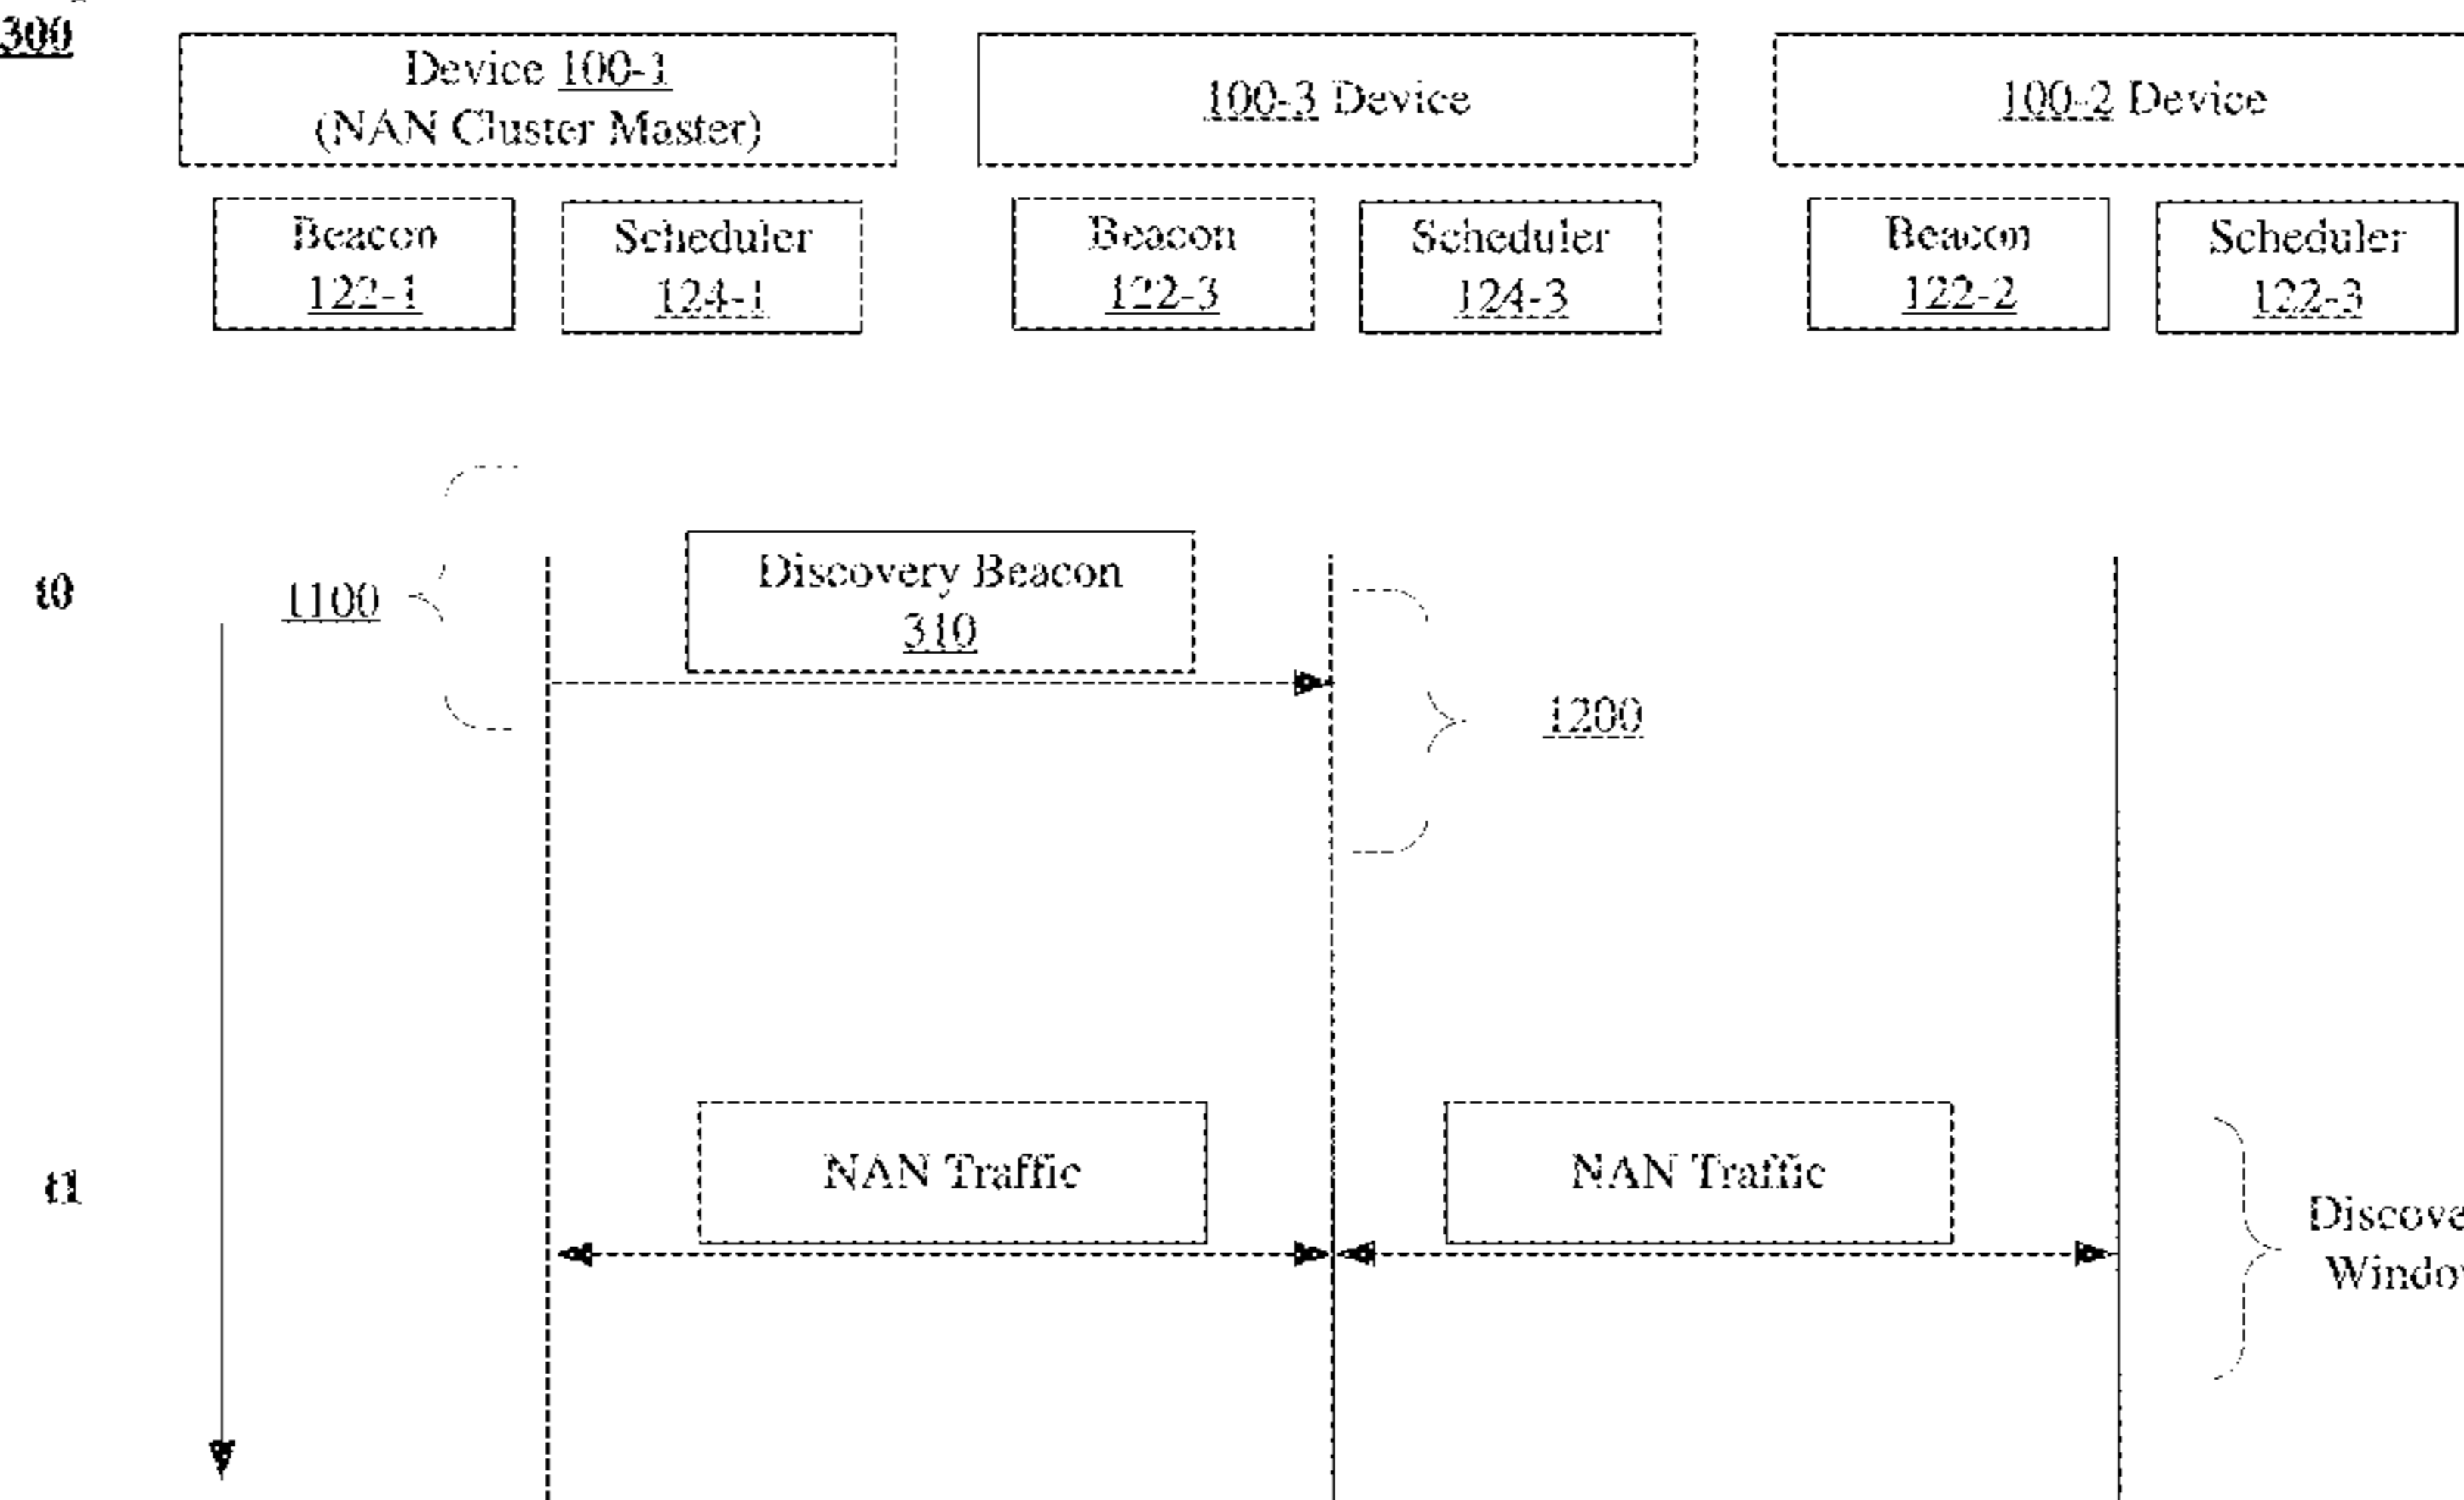 300
Device 100-1
(NAN Cluster Master)
100-3 Device
100-2 Device
Beacon
122-1
Scheduler
124-1
Beacon
122-3
Scheduler
124-3
Beacon
122-2
Scheduler
122-3
t0
1100
Discovery Beacon
310
1200
t1
NAN Traffic
NAN Traffic
Discove
Windo